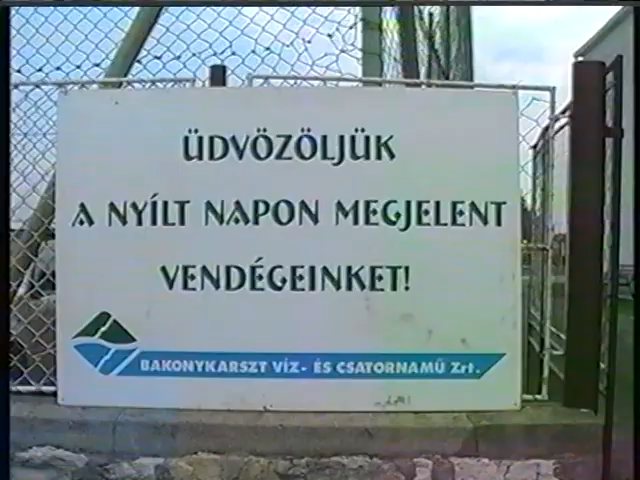 ÜDVÖZÖLJÜK
A NYÍLT NAPON MEGJELENT
VENDÉGEINKET!
BAKONYKARSZT VÍZ- ÉS CSATORNAMŰ Zrt.